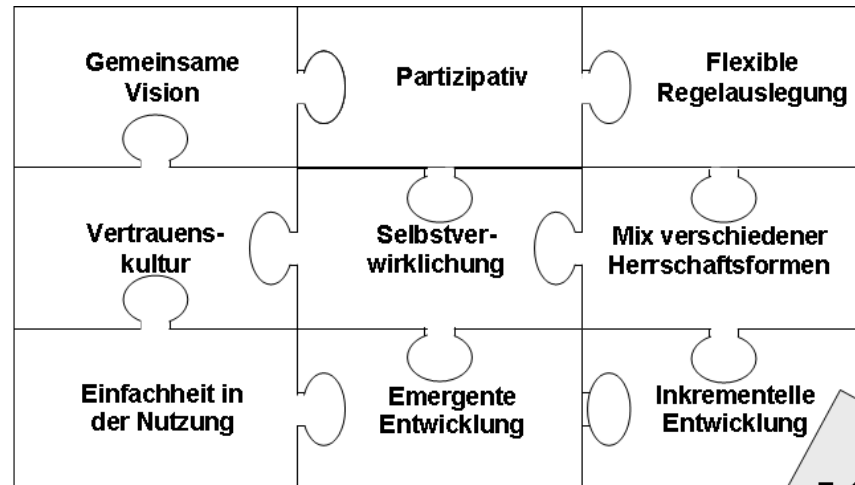 Gemeinsame
Vision
Partizipativ
Flexible
Regelauslegung
Vertrauens-
kultur
Selbstver-
wirklichung
Mix verschiedener
Herrschaftsformen
Einfachheit in
der Nutzung
Emergente
Entwicklung
Inkrementelle
Entwicklung